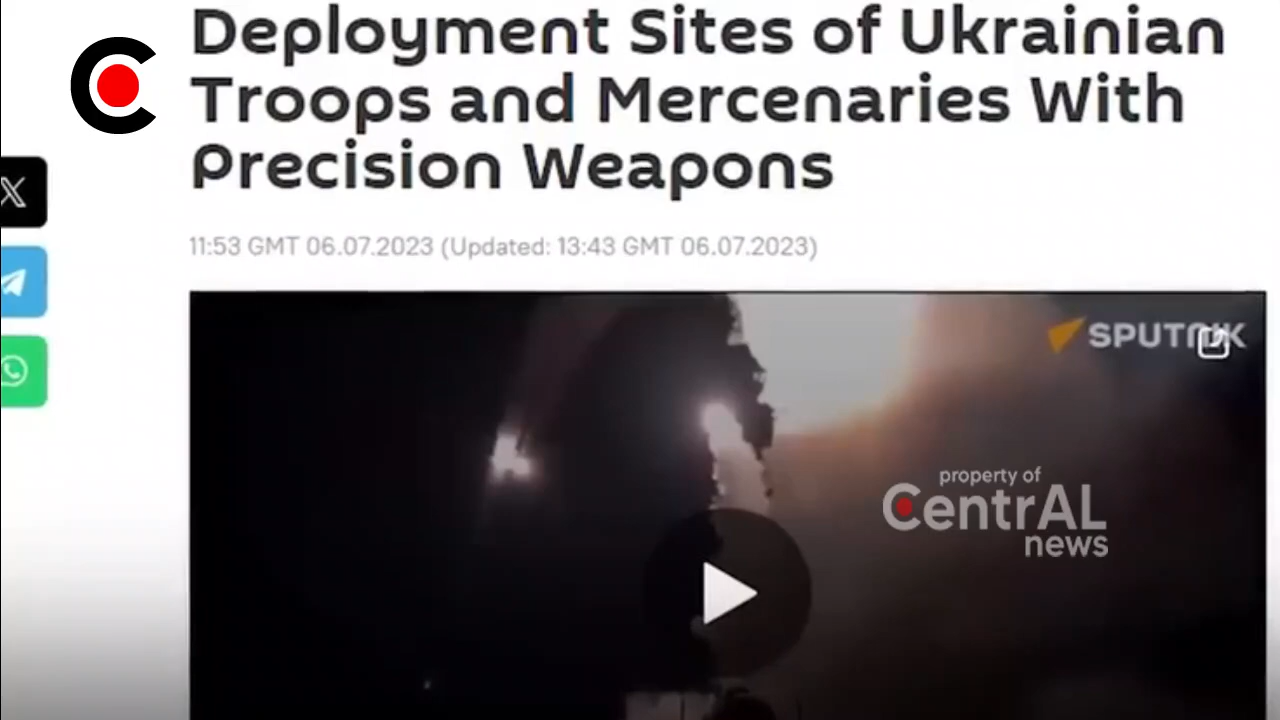 Deployment Sites of Ukrainian
Troops and Mercenaries With
Precision Weapons
11:53 GMT 06.07.2023 (Updated: 13:43 GMT 06.07.2023)
SPUTNIK
property of
CentrAL
news